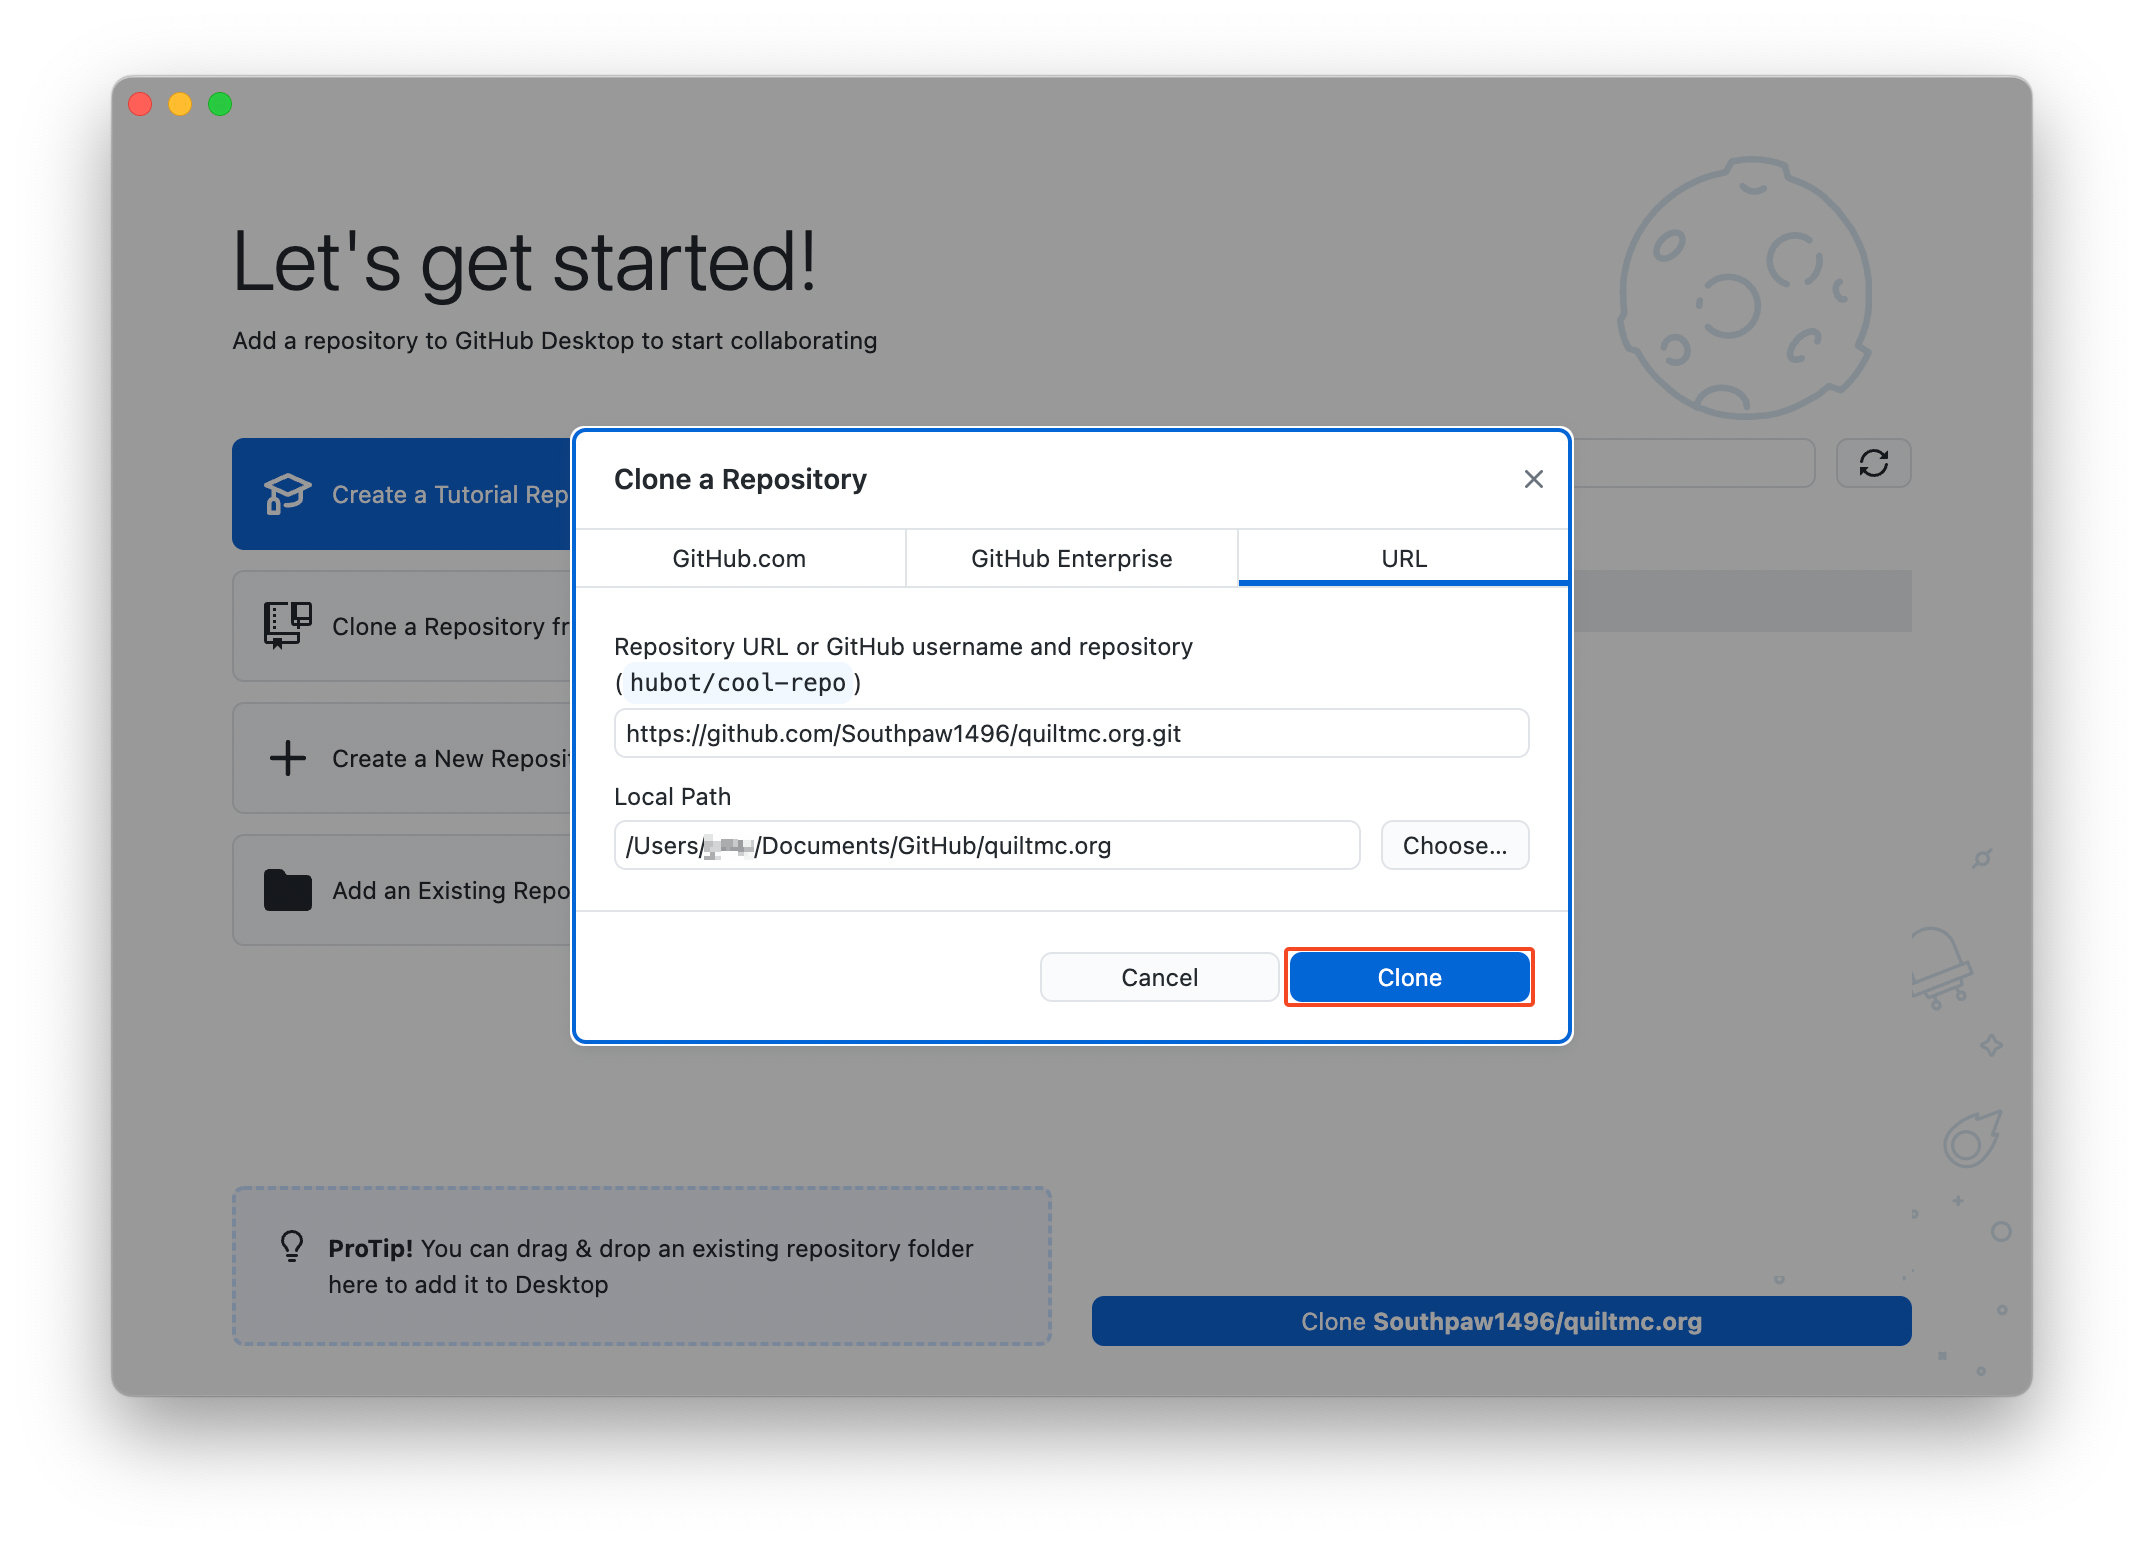 Let's get started!
Add a repository to GitHub Desktop to start collaborating
Create a Tutorial Rep
Clone a Repository fr
Create a New Reposi
Add an Existing Repo
Clone a Repository
GitHub.com
GitHub Enterprise
URL
Repository URL or GitHub username and repository
(hubot/cool-repo)
https://github.com/Southpaw1496/quiltmc.org.git
Local Path
/Users/ /Documents/GitHub/quiltmc.org
Choose...
Cancel
Clone
ProTip! You can drag & drop an existing repository folder
here to add it to Desktop
Clone Southpaw1496/quiltmc.org